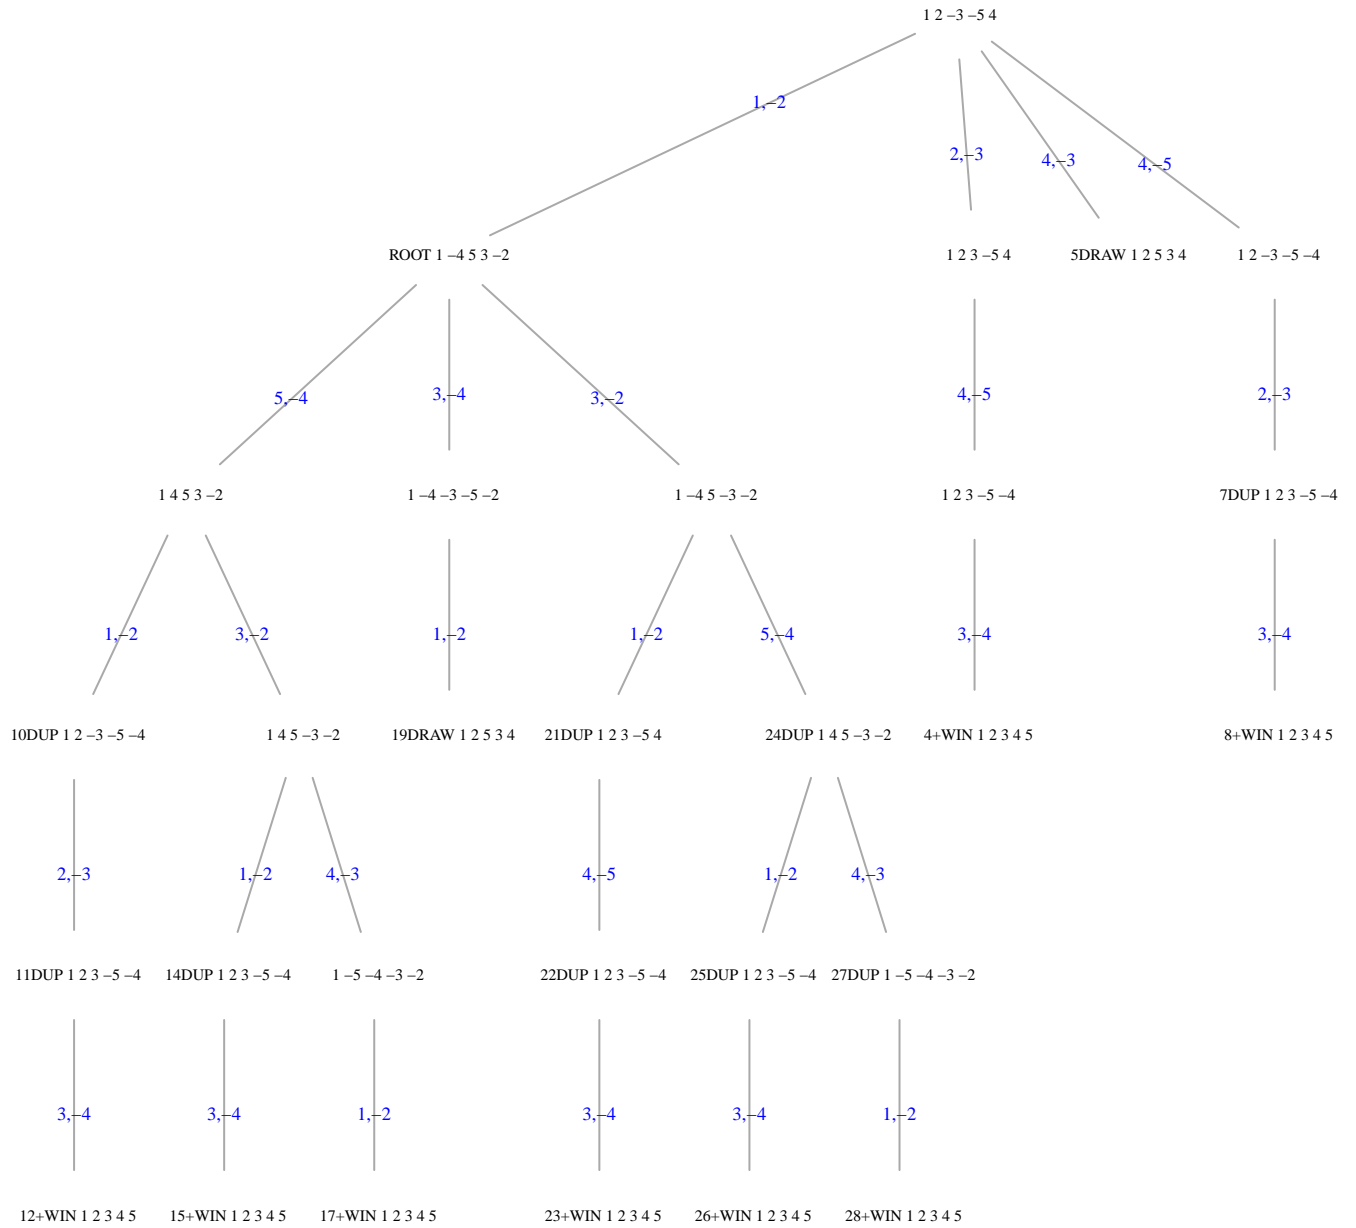 1 2 −3 −5 4
1,−2
2,−3
4,−3
4,−5
ROOT 1 −4 5 3 −2
1 2 3 −5 4
5DRAW 1 2 5 3 4
1 2 −3 −5 −4
5,−4
3,−4
3,−2
4,−5
2,−3
1 4 5 3 −2
1 −4 −3 −5 −2
1 −4 5 −3 −2
1 2 3 −5 −4
7DUP 1 2 3 −5 −4
1,−2
3,−2
1,−2
1,−2
5,−4
3,−4
3,−4
10DUP 1 2 −3 −5 −4
1 4 5 −3 −2
19DRAW 1 2 5 3 4
21DUP 1 2 3 −5 4
24DUP 1 4 5 −3 −2
4+WIN 1 2 3 4 5
8+WIN 1 2 3 4 5
2,−3
1,−2
4,−3
4,−5
1,−2
4,−3
11DUP 1 2 3 −5 −4
14DUP 1 2 3 −5 −4
1 −5 −4 −3 −2
22DUP 1 2 3 −5 −4
25DUP 1 2 3 −5 −4
27DUP 1 −5 −4 −3 −2
3,−4
3,−4
1,−2
3,−4
3,−4
1,−2
12+WIN 1 2 3 4 5
15+WIN 1 2 3 4 5
17+WIN 1 2 3 4 5
23+WIN 1 2 3 4 5
26+WIN 1 2 3 4 5
28+WIN 1 2 3 4 5